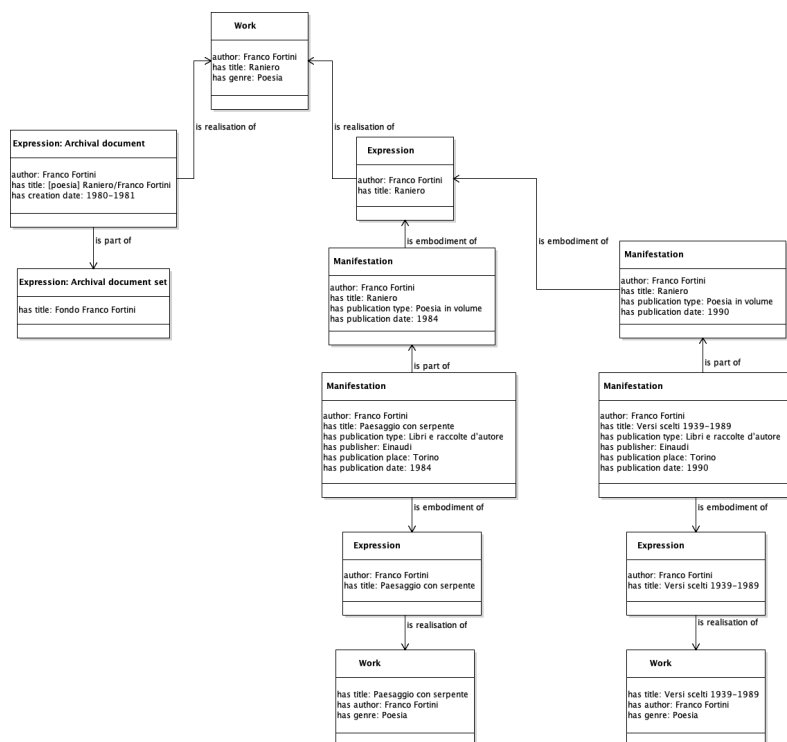 Work
author: Franco Fortini
has title: Raniero
has genre: Poesia
is realisation of
is realisation of
Expression: Archival document
author: Franco Fortini
has title: [poesia] Raniero/Franco Fortini
has creation date: 1980-1981
is part of
Expression: Archival document set
has title: Fondo Franco Fortini
Expression
author: Franco Fortini
has title: Raniero
is embodiment of
is embodiment of
Manifestation
author: Franco Fortini
has title: Raniero
has publication type: Poesia in volume
has publication date: 1984
is part of
Manifestation
author: Franco Fortini
has title: Paesaggio con serpente
has publication type: Libri e raccolte d'autore
has publisher: Einaudi
has publication place: Torino
has publication date: 1984
is embodiment of
Expression
author: Franco Fortini
has title: Paesaggio con serpente
is realisation of
Work
has title: Paesaggio con serpente
has author: Franco Fortini
has genre: Poesia
Manifestation
author: Franco Fortini
has title: Raniero
has publication type: Poesia in volume
has publication date: 1990
is part of
Manifestation
author: Franco Fortini
has title: Versi scelti 1939-1989
has publication type: Libri e raccolte d'autore
has publisher: Einaudi
has publication place: Torino
has publication date: 1990
is embodiment of
Expression
author: Franco Fortini
has title: Versi scelti 1939-1989
is realisation of
Work
has title: Versi scelti 1939-1989
has author: Franco Fortini
has genre: Poesia